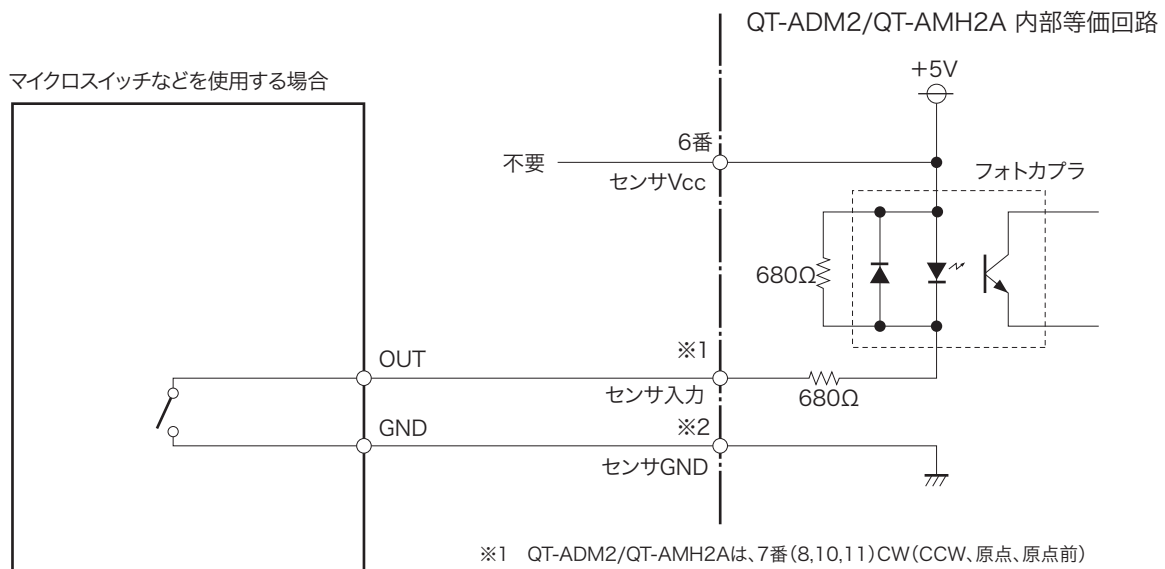 QT-ADM2/QT-AMH2A 内部等価回路
マイクロスイッチなどを使用する場合
+5V
6番
不要
センサVcc
フォトカプラ
680Ω
OUT
※1
センサ入力
680Ω
GND
※2
センサGND
※1 QT-ADM2/QT-AMH2Aは、7番(8,10,11)CW(CCW、原点、原点前)